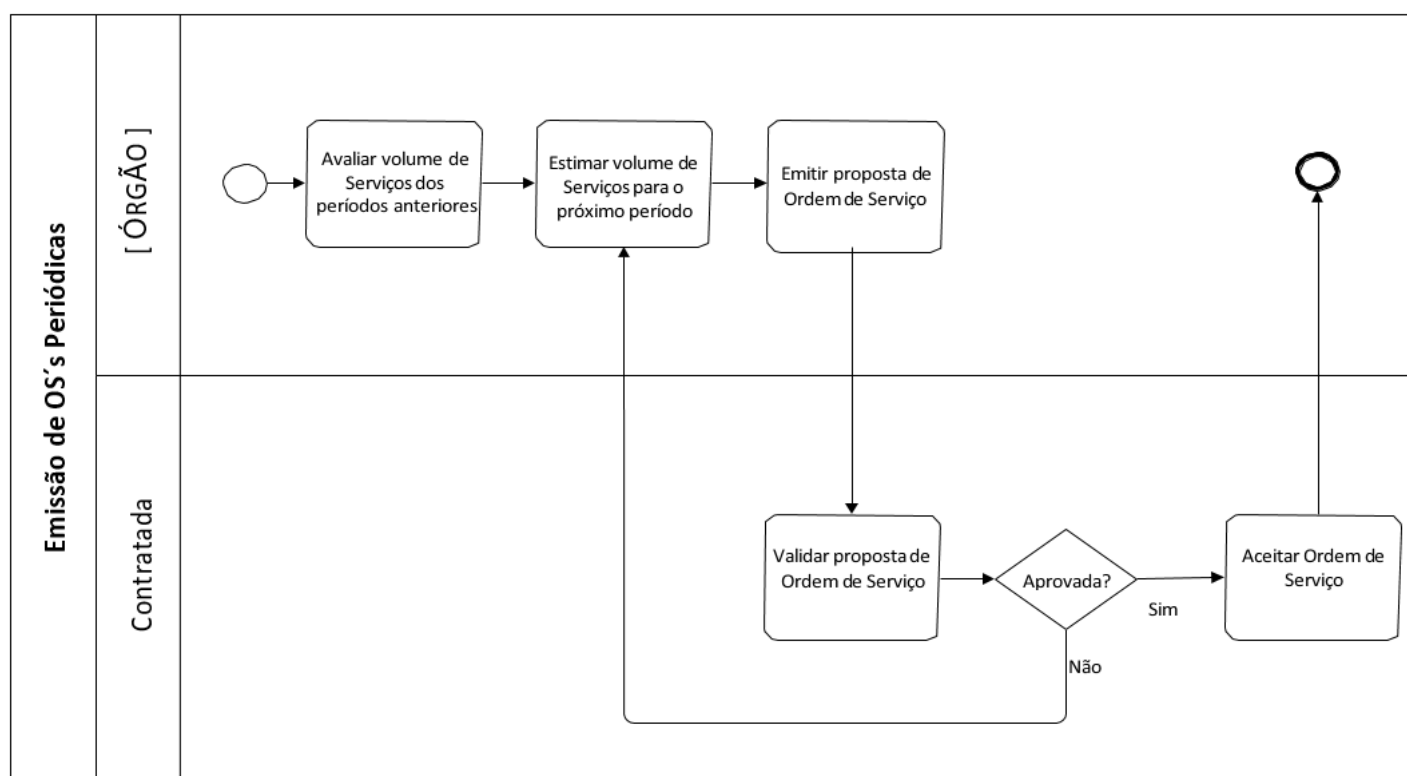 Emissão de OS´s Periódicas
[ ÓRGÃO ]
Avaliar volume de
Serviços dos
períodos anteriores
Estimar volume de
Serviços para o
próximo período
Emitir proposta de
Ordem de Serviço
Contratada
Validar proposta de
Ordem de Serviço
Aprovada?
Sim
Não
Aceitar Ordem de
Serviço